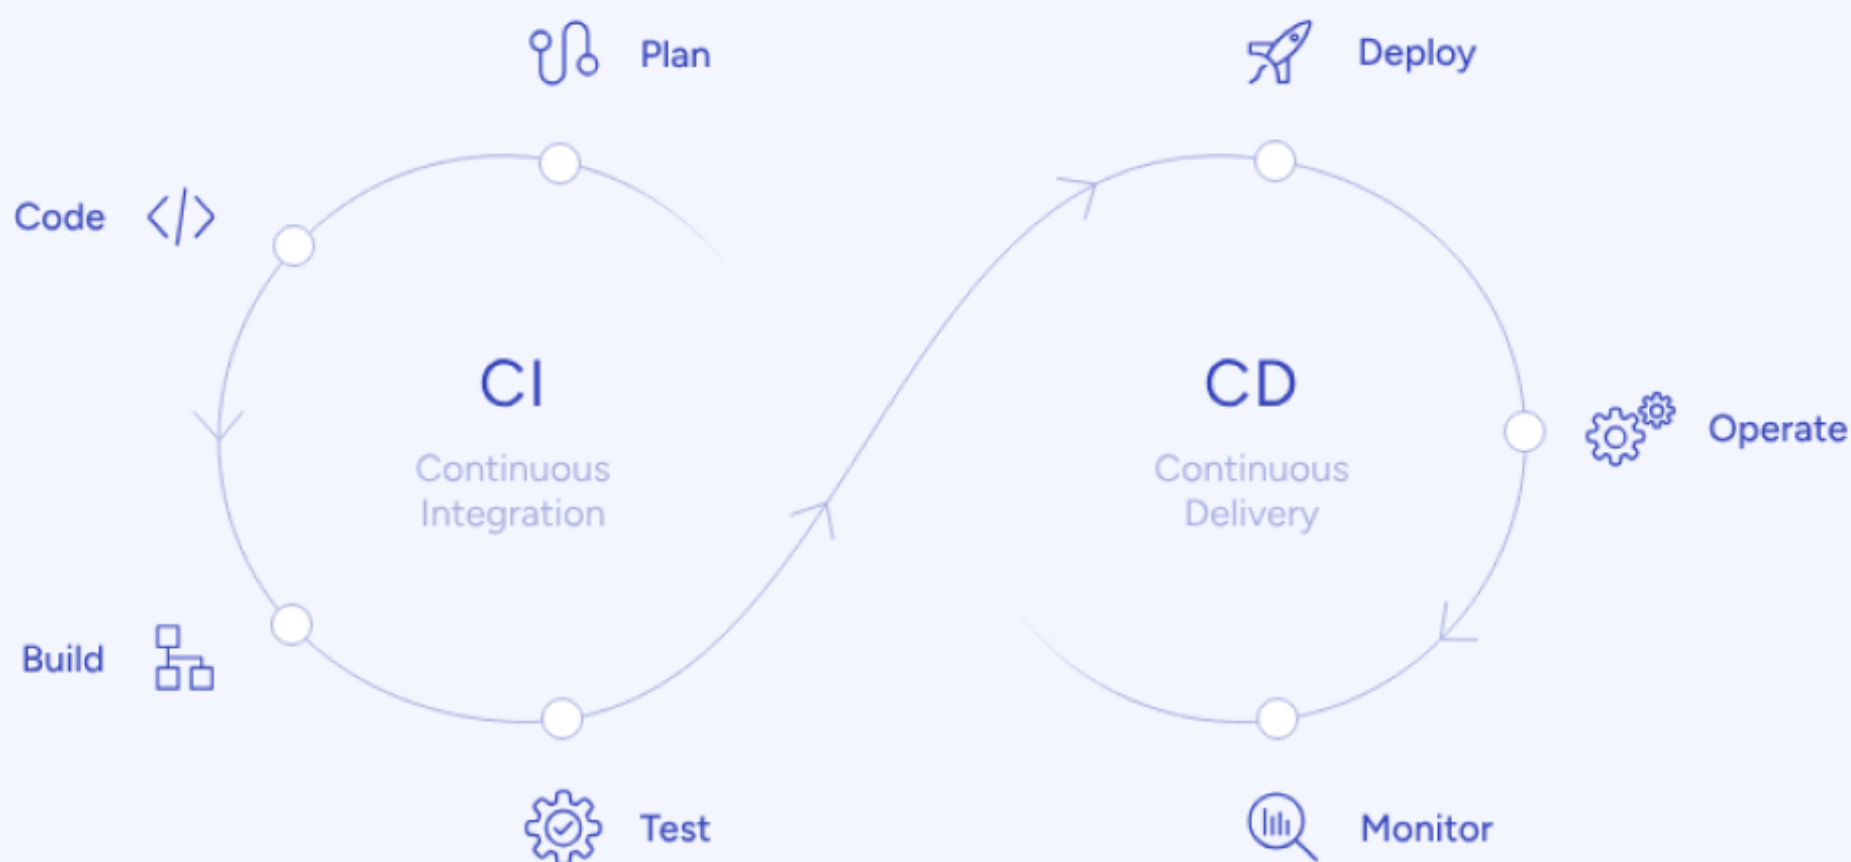 Plan
Deploy
Code
CI
Continuous
Integration
CD
Continuous
Delivery
Operate
Build
Test
Monitor